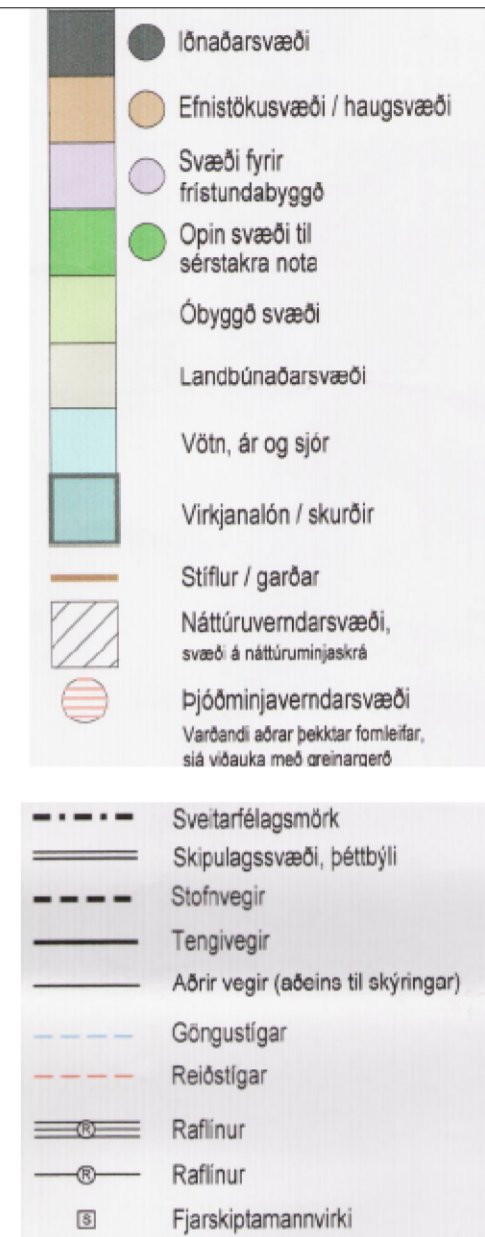 Iðnaðarsvæði
Efnistökusvæði / haugsvæði
Svæði fyrir
frístundabyggð
Opin svæði til
sérstakra nota
Óbyggð svæði
Landbúnaðarsvæði
Vötn, ár og sjór
Virkjanalón / skurðir
Stíflur / garðar
Náttúruverndarsvæði,
svæði á náttúruminjaskrá
Þjóðminjaverndarsvæði
Varðandi aðrar þekktar fornleifar,
sjá viðauka með greinargerð
Sveitarfélagsmörk
Skipulagssvæði, þéttbýli
Stofnvegir
Tengivegir
Aðrir vegir (aðeins til skýringar)
Göngustígar
Reiðstígar
R Raflínur
R Raflínur
S Fjarskiptamannvirki